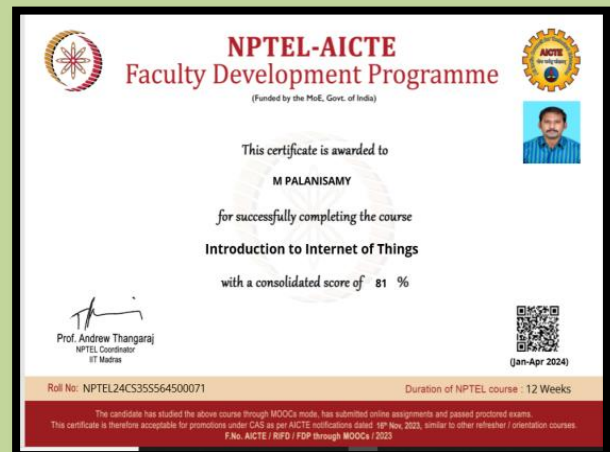 NPTEL-AICTE
Faculty Development Programme
(Funded by the MoE, Govt. of India)
AICTE
This certificate is awarded to
M PALANISAMY
for successfully completing the course
Introduction to Internet of Things
with a consolidated score of 81 %
Prof. Andrew Thangaraj
NPTEL Coordinator
IIT Madras
(Jan-Apr 2024)
Roll No: NPTEL24CS35S564500071
Duration of NPTEL course : 12 Weeks
The candidate has studied the above course through MOOCs mode, has submitted online assignments and passed proctored exams.
This certificate is therefore acceptable for promotions under CAS as per AICTE notifications dated 16th Nov, 2023, similar to other refresher / orientation courses.
F.No. AICTE / RIFD / FDP through MOOCs / 2023